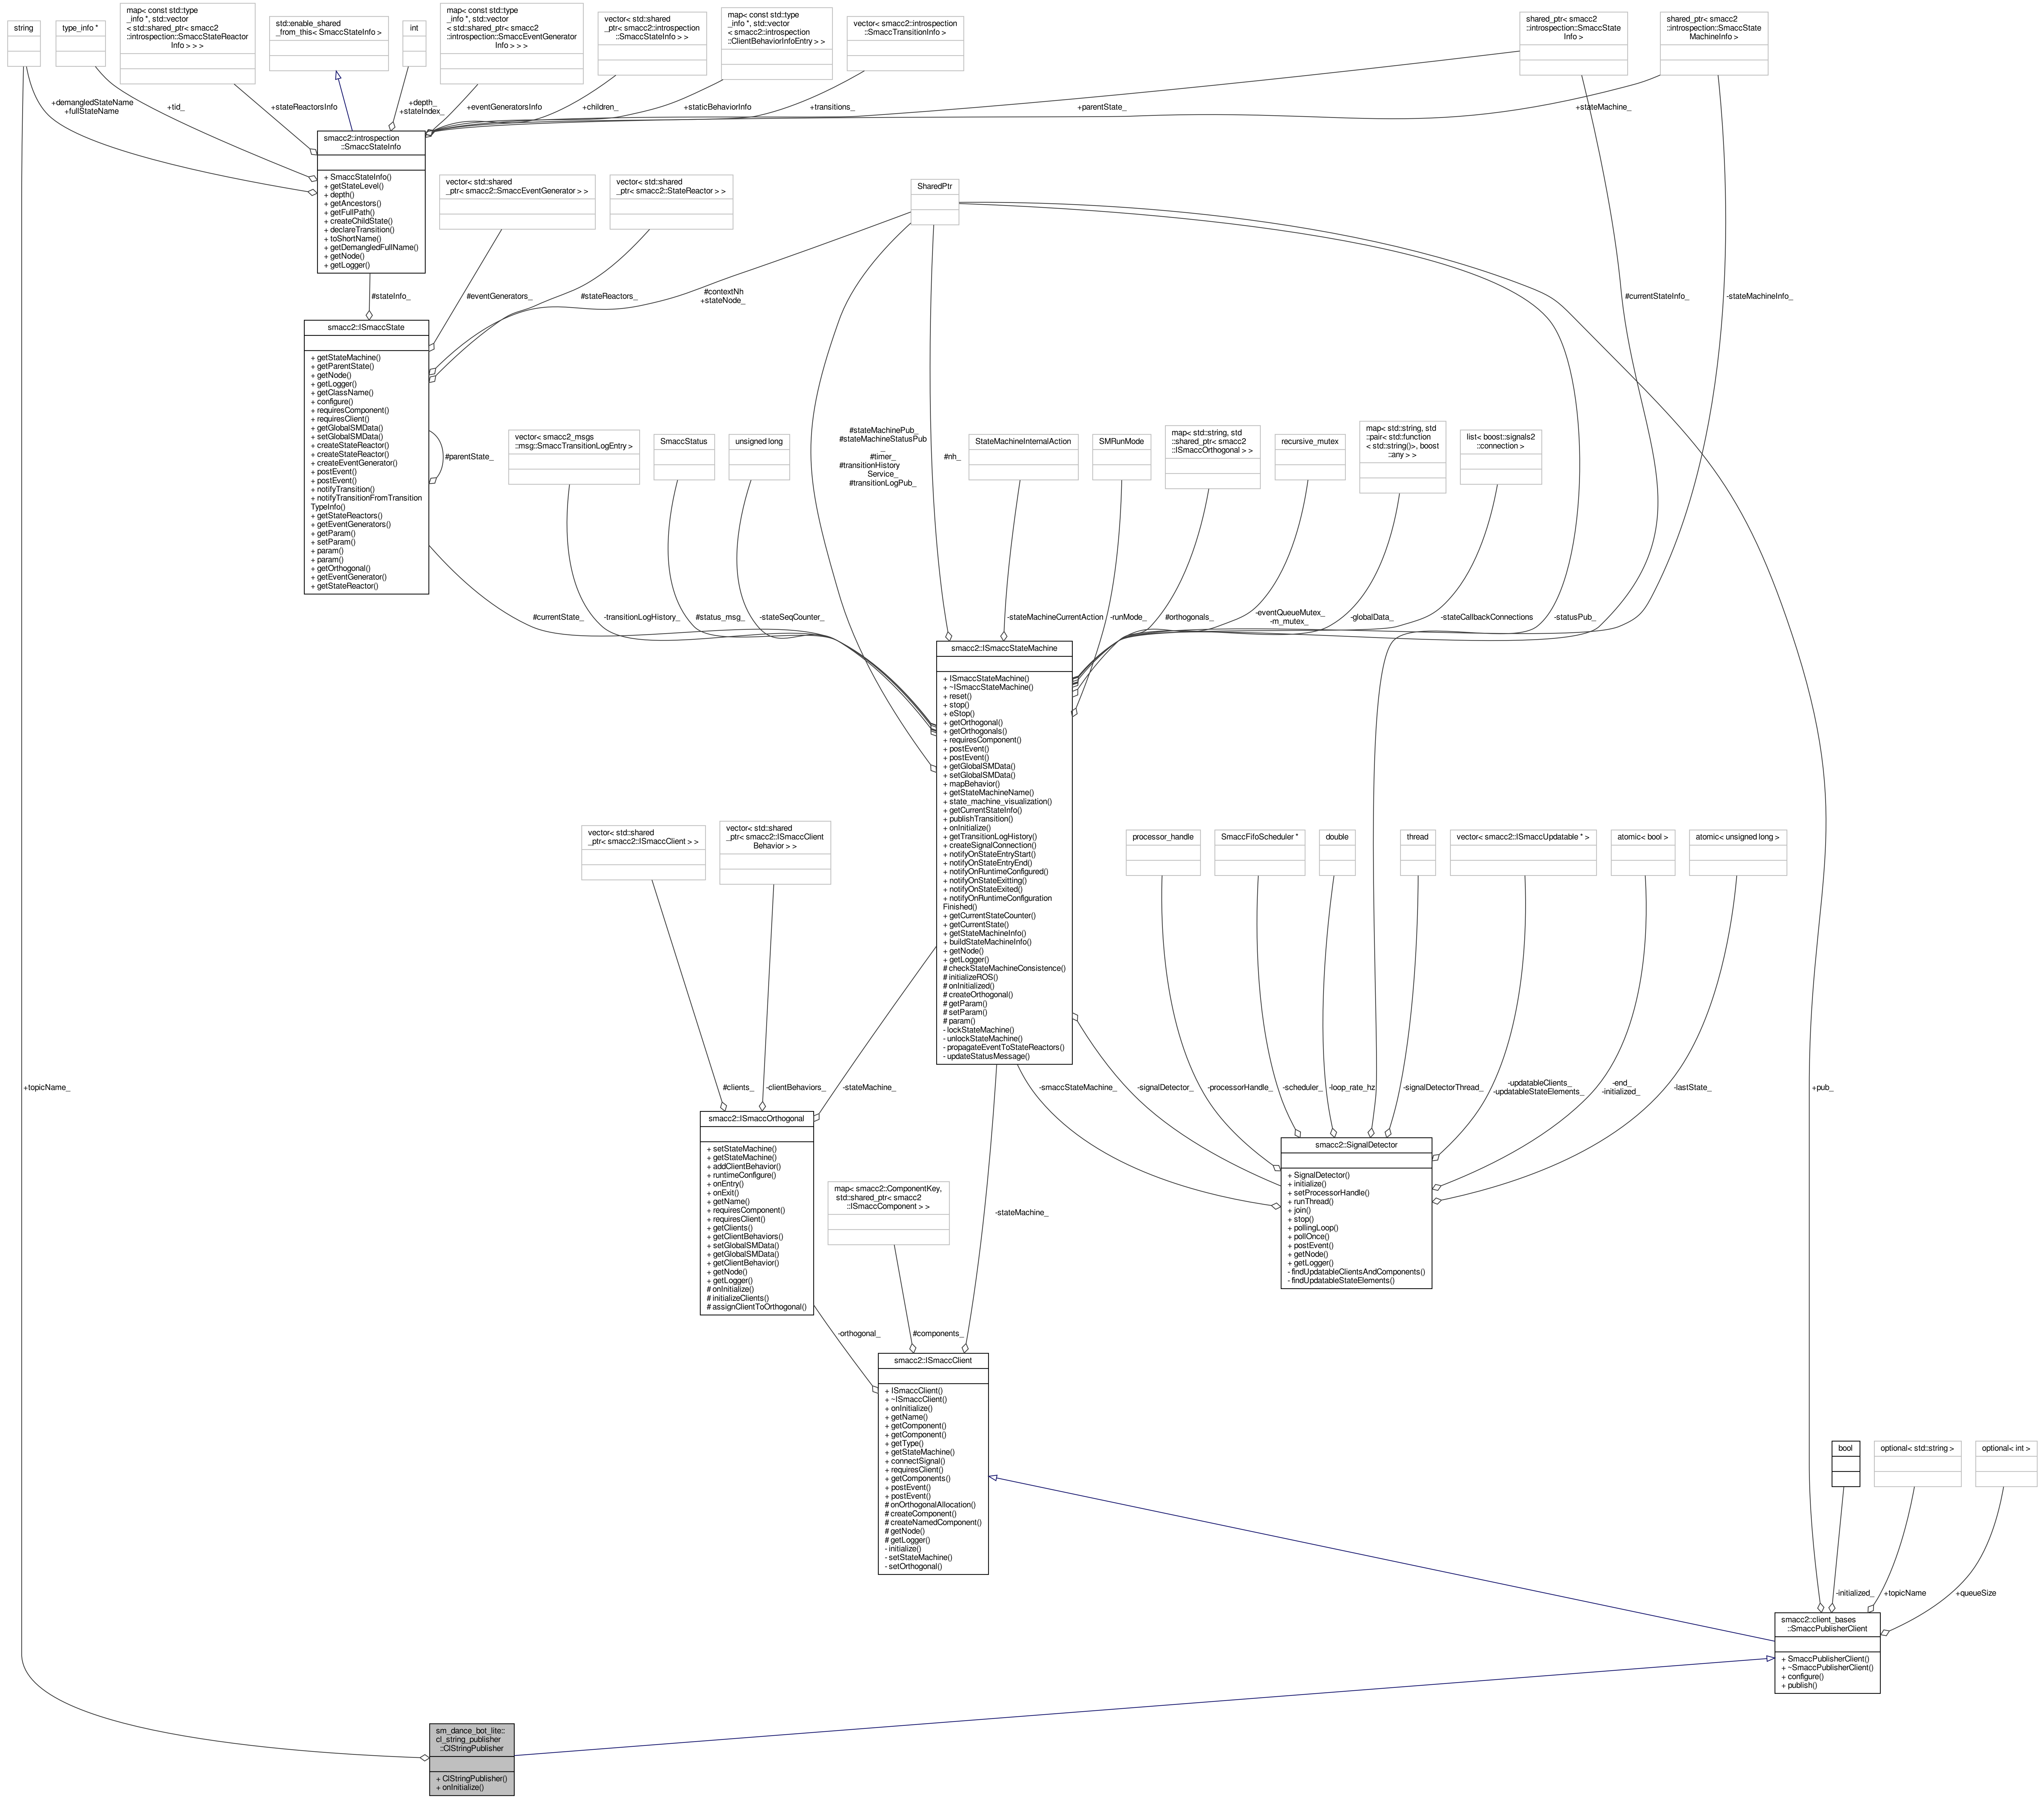 string
type_info *
map< const std::type
_info *, std::vector
< std::shared_ptr< smacc2
::introspection::SmaccStateReactor
Info > > >
std::enable_shared
_from_this< SmaccStateInfo >
int
map< const std::type
_info *, std::vector
< std::shared_ptr< smacc2
::introspection::SmaccEventGenerator
Info > > >
vector< std::shared
_ptr< smacc2::introspection
::SmaccStateInfo > >
map< const std::type
_info *, std::vector
< smacc2::introspection
::ClientBehaviorInfoEntry > >
vector< smacc2::introspection
::SmaccTransitionInfo >
shared_ptr< smacc2
::introspection::SmaccState
Info >
shared_ptr< smacc2
::introspection::SmaccState
MachineInfo >
+demangledStateName
+fullStateName
+tid_
+stateReactorsInfo
+depth_
+stateIndex_
+eventGeneratorsInfo
+children_
+staticBehaviorInfo
+transitions_
+parentState_
+stateMachine_
smacc2::introspection
::SmaccStateInfo
+ SmaccStateInfo()
+ getStateLevel()
+ depth()
+ getAncestors()
+ getFullPath()
+ createChildState()
+ declareTransition()
+ toShortName()
+ getDemangledFullName()
+ getNode()
+ getLogger()
vector< std::shared
_ptr< smacc2::SmaccEventGenerator > >
vector< std::shared
_ptr< smacc2::StateReactor > >
SharedPtr
#stateInfo_
#eventGenerators_
#stateReactors_
#contextNh
+stateNode_
#currentStateInfo_
-stateMachineInfo_
smacc2::ISmaccState
+ getStateMachine()
+ getParentState()
+ getNode()
+ getLogger()
+ getClassName()
+ configure()
+ requiresComponent()
+ requiresClient()
+ getGlobalSMData()
+ setGlobalSMData()
+ createStateReactor()
+ createStateReactor()
+ createEventGenerator()
+ postEvent()
+ postEvent()
+ notifyTransition()
+ notifyTransitionFromTransition
TypeInfo()
+ getStateReactors()
+ getEventGenerators()
+ getParam()
+ setParam()
+ param()
+ param()
+ getOrthogonal()
+ getEventGenerator()
+ getStateReactor()
#parentState_
vector< smacc2_msgs
::msg::SmaccTransitionLogEntry >
SmaccStatus
unsigned long
#stateMachinePub_
#stateMachineStatusPub
_
#timer_
#transitionHistory
Service_
#transitionLogPub_
#nh_
StateMachineInternalAction
SMRunMode
map< std::string, std
::shared_ptr< smacc2
::ISmaccOrthogonal > >
recursive_mutex
map< std::string, std
::pair< std::function
< std::string()>, boost
::any > >
list< boost::signals2
::connection >
#currentState_
-transitionLogHistory_
#status_msg_
-stateSeqCounter_
-stateMachineCurrentAction
-runMode_
#orthogonals_
-eventQueueMutex_
-m_mutex_
-globalData_
-stateCallbackConnections
-statusPub_
smacc2::ISmaccStateMachine
+ ISmaccStateMachine()
+ ~ISmaccStateMachine()
+ reset()
+ stop()
+ eStop()
+ getOrthogonal()
+ getOrthogonals()
+ requiresComponent()
+ postEvent()
+ postEvent()
+ getGlobalSMData()
+ setGlobalSMData()
+ mapBehavior()
+ getStateMachineName()
+ state_machine_visualization()
+ getCurrentStateInfo()
+ publishTransition()
+ onInitialize()
+ getTransitionLogHistory()
+ createSignalConnection()
+ notifyOnStateEntryStart()
+ notifyOnStateEntryEnd()
+ notifyOnRuntimeConfigured()
+ notifyOnStateExitting()
+ notifyOnStateExited()
+ notifyOnRuntimeConfiguration
Finished()
+ getCurrentStateCounter()
+ getCurrentState()
+ getStateMachineInfo()
+ buildStateMachineInfo()
+ getNode()
+ getLogger()
# checkStateMachineConsistence()
# initializeROS()
# onInitialized()
# createOrthogonal()
# getParam()
# setParam()
# param()
- lockStateMachine()
- unlockStateMachine()
- propagateEventToStateReactors()
- updateStatusMessage()
vector< std::shared
_ptr< smacc2::ISmaccClient > >
vector< std::shared
_ptr< smacc2::ISmaccClient
Behavior > >
processor_handle
SmaccFifoScheduler *
double
thread
vector< smacc2::ISmaccUpdatable * >
atomic< bool >
atomic< unsigned long >
+topicName_
#clients_
-clientBehaviors_
-stateMachine_
-smaccStateMachine_
-signalDetector_
-processorHandle_
-scheduler_
-loop_rate_hz
-signalDetectorThread_
-updatableClients_
-updatableStateElements_
-end_
-initialized_
-lastState_
+pub_
smacc2::ISmaccOrthogonal
+ setStateMachine()
+ getStateMachine()
+ addClientBehavior()
+ runtimeConfigure()
+ onEntry()
+ onExit()
+ getName()
+ requiresComponent()
+ requiresClient()
+ getClients()
+ getClientBehaviors()
+ setGlobalSMData()
+ getGlobalSMData()
+ getClientBehavior()
+ getNode()
+ getLogger()
# onInitialize()
# initializeClients()
# assignClientToOrthogonal()
smacc2::SignalDetector
+ SignalDetector()
+ initialize()
+ setProcessorHandle()
+ runThread()
+ join()
+ stop()
+ pollingLoop()
+ pollOnce()
+ postEvent()
+ getNode()
+ getLogger()
- findUpdatableClientsAndComponents()
- findUpdatableStateElements()
map< smacc2::ComponentKey,
std::shared_ptr< smacc2
::ISmaccComponent > >
-stateMachine_
-orthogonal_
#components_
smacc2::ISmaccClient
+ ISmaccClient()
+ ~ISmaccClient()
+ onInitialize()
+ getName()
+ getComponent()
+ getComponent()
+ getType()
+ getStateMachine()
+ connectSignal()
+ requiresClient()
+ getComponents()
+ postEvent()
+ postEvent()
# onOrthogonalAllocation()
# createComponent()
# createNamedComponent()
# getNode()
# getLogger()
- initialize()
- setStateMachine()
- setOrthogonal()
bool
optional< std::string >
optional< int >
-initialized_
+topicName
+queueSize
smacc2::client_bases
::SmaccPublisherClient
+ SmaccPublisherClient()
+ ~SmaccPublisherClient()
+ configure()
+ publish()
sm_dance_bot_lite::
cl_string_publisher
::ClStringPublisher
+ ClStringPublisher()
+ onInitialize()